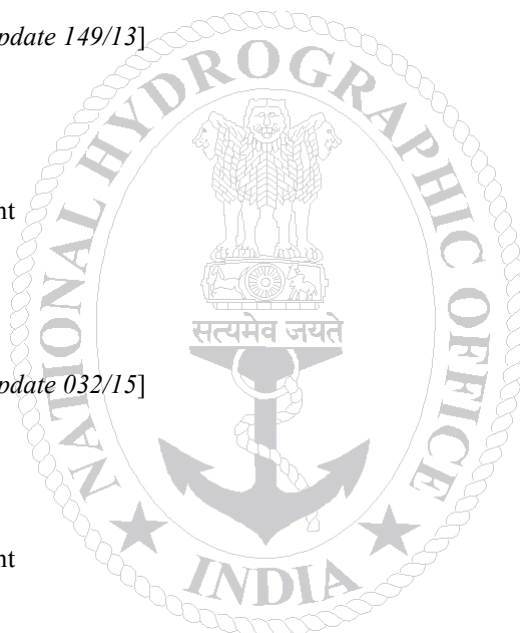 pdate 149/13]
NATIONAL HYDROGRAPHIC OFFICE
nt
सत्यमेव जयते
pdate 032/15]
nt
INDIA